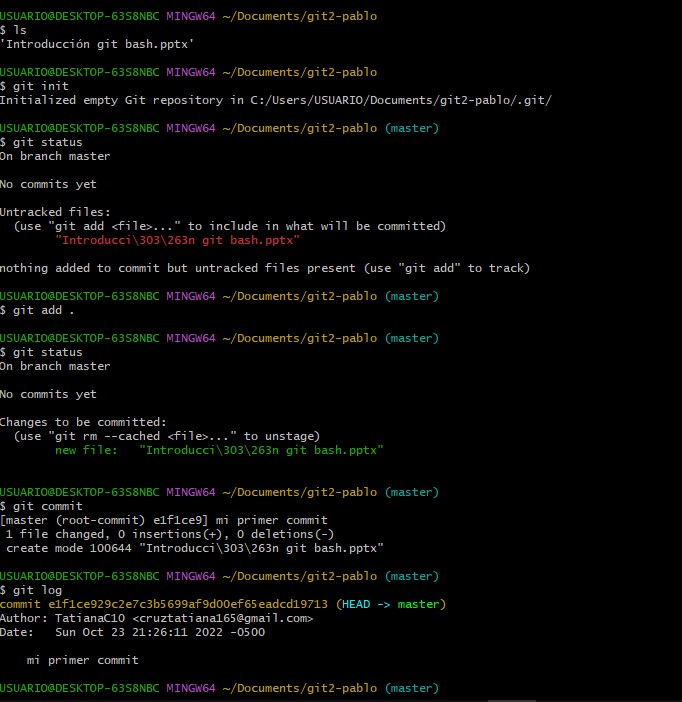 USUARIO@DESKTOP-63S8NBC MINGW64 ~/Documents/git2-pablo
$ ls
'Introducción git bash.pptx'
USUARIO@DESKTOP-63S8NBC MINGW64 ~/Documents/git2-pablo
$ git init
Initialized empty Git repository in C:/Users/USUARIO/Documents/git2-pablo/.git/
USUARIO@DESKTOP-63S8NBC MINGW64 ~/Documents/git2-pablo (master)
$ git status
On branch master
No commits yet
Untracked files:
(use "git add <file>..." to include in what will be committed)
"Introducci\303\263n git bash.pptx"
nothing added to commit but untracked files present (use "git add" to track)
USUARIO@DESKTOP-63S8NBC MINGW64 ~/Documents/git2-pablo (master)
$ git add .
USUARIO@DESKTOP-63S8NBC MINGW64 ~/Documents/git2-pablo (master)
$ git status
On branch master
No commits yet
Changes to be committed:
(use "git rm --cached <file>..." to unstage)
new file:   "Introducci\303\263n git bash.pptx"
USUARIO@DESKTOP-63S8NBC MINGW64 ~/Documents/git2-pablo (master)
$ git commit
[master (root-commit) e1f1ce9] mi primer commit
1 file changed, 0 insertions(+), 0 deletions(-)
create mode 100644 "Introducci\303\263n git bash.pptx"
USUARIO@DESKTOP-63S8NBC MINGW64 ~/Documents/git2-pablo (master)
$ git log
commit e1f1ce929c2e7c3b5699af9d00ef65eadcd19713 (HEAD -> master)
Author: TatianaC10 <cruztatiana165@gmail.com>
Date:   Sun Oct 23 21:26:11 2022 -0500
mi primer commit
USUARIO@DESKTOP-63S8NBC MINGW64 ~/Documents/git2-pablo (master)